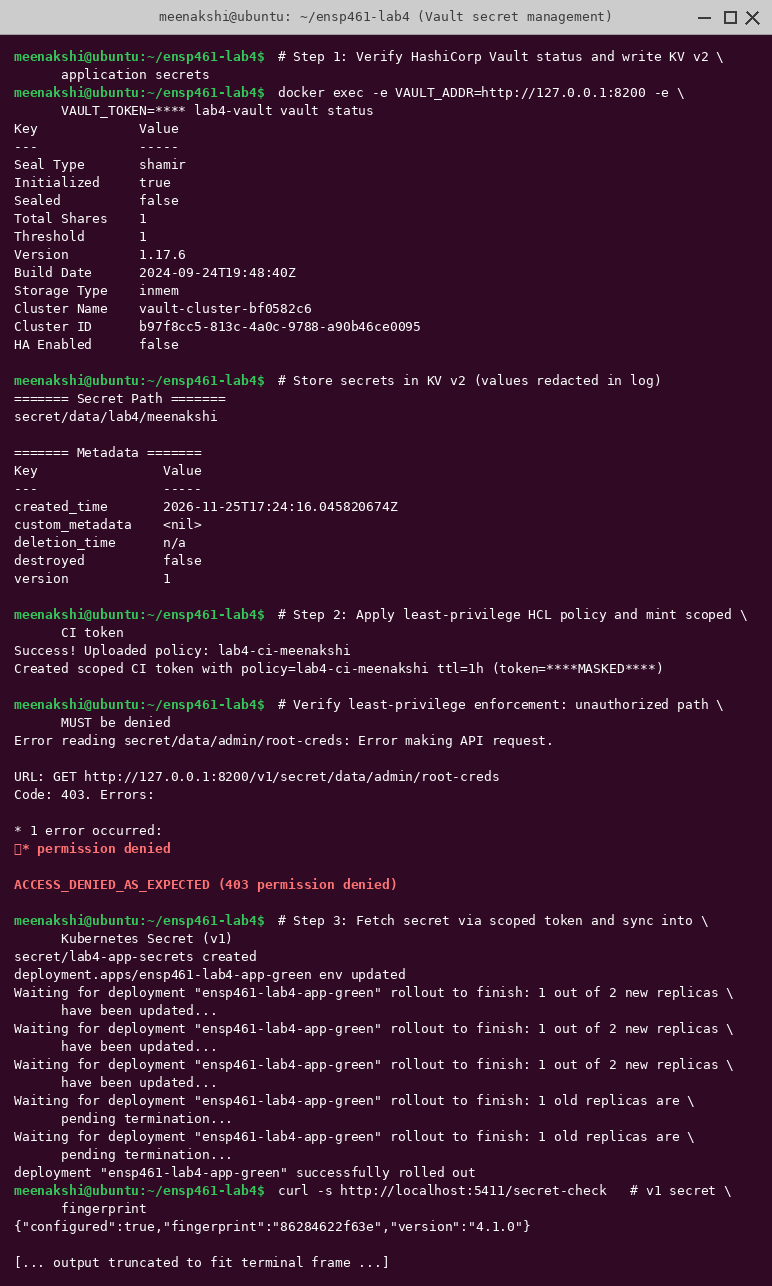 meenakshi@ubuntu: ~/ensp461-lab4 (Vault secret management)
meenakshi@ubuntu:~/ensp461-lab4$ # Step 1: Verify HashiCorp Vault status and write KV v2 \
      application secrets
meenakshi@ubuntu:~/ensp461-lab4$ docker exec -e VAULT_ADDR=http://127.0.0.1:8200 -e \
      VAULT_TOKEN=**** lab4-vault vault status
Key             Value
---             -----
Seal Type       shamir
Initialized     true
Sealed          false
Total Shares    1
Threshold       1
Version         1.17.6
Build Date      2024-09-24T19:48:40Z
Storage Type    inmem
Cluster Name    vault-cluster-bf0582c6
Cluster ID      b97f8cc5-813c-4a0c-9788-a90b46ce0095
HA Enabled      false

meenakshi@ubuntu:~/ensp461-lab4$ # Store secrets in KV v2 (values redacted in log)
======= Secret Path =======
secret/data/lab4/meenakshi

======= Metadata =======
Key                Value
---                -----
created_time       2026-11-25T17:24:16.045820674Z
custom_metadata    <nil>
deletion_time      n/a
destroyed          false
version            1

meenakshi@ubuntu:~/ensp461-lab4$ # Step 2: Apply least-privilege HCL policy and mint scoped \
      CI token
Success! Uploaded policy: lab4-ci-meenakshi
Created scoped CI token with policy=lab4-ci-meenakshi ttl=1h (token=****MASKED****)

meenakshi@ubuntu:~/ensp461-lab4$ # Verify least-privilege enforcement: unauthorized path \
      MUST be denied
Error reading secret/data/admin/root-creds: Error making API request.

URL: GET http://127.0.0.1:8200/v1/secret/data/admin/root-creds
Code: 403. Errors:

* 1 error occurred:
* permission denied

ACCESS_DENIED_AS_EXPECTED (403 permission denied)

meenakshi@ubuntu:~/ensp461-lab4$ # Step 3: Fetch secret via scoped token and sync into \
      Kubernetes Secret (v1)
secret/lab4-app-secrets created
deployment.apps/ensp461-lab4-app-green env updated
Waiting for deployment "ensp461-lab4-app-green" rollout to finish: 1 out of 2 new replicas \
      have been updated...
Waiting for deployment "ensp461-lab4-app-green" rollout to finish: 1 out of 2 new replicas \
      have been updated...
Waiting for deployment "ensp461-lab4-app-green" rollout to finish: 1 out of 2 new replicas \
      have been updated...
Waiting for deployment "ensp461-lab4-app-green" rollout to finish: 1 old replicas are \
      pending termination...
Waiting for deployment "ensp461-lab4-app-green" rollout to finish: 1 old replicas are \
      pending termination...
deployment "ensp461-lab4-app-green" successfully rolled out
meenakshi@ubuntu:~/ensp461-lab4$ curl -s http://localhost:5411/secret-check   # v1 secret \
      fingerprint
{"configured":true,"fingerprint":"86284622f63e","version":"4.1.0"}

[... output truncated to fit terminal frame ...]